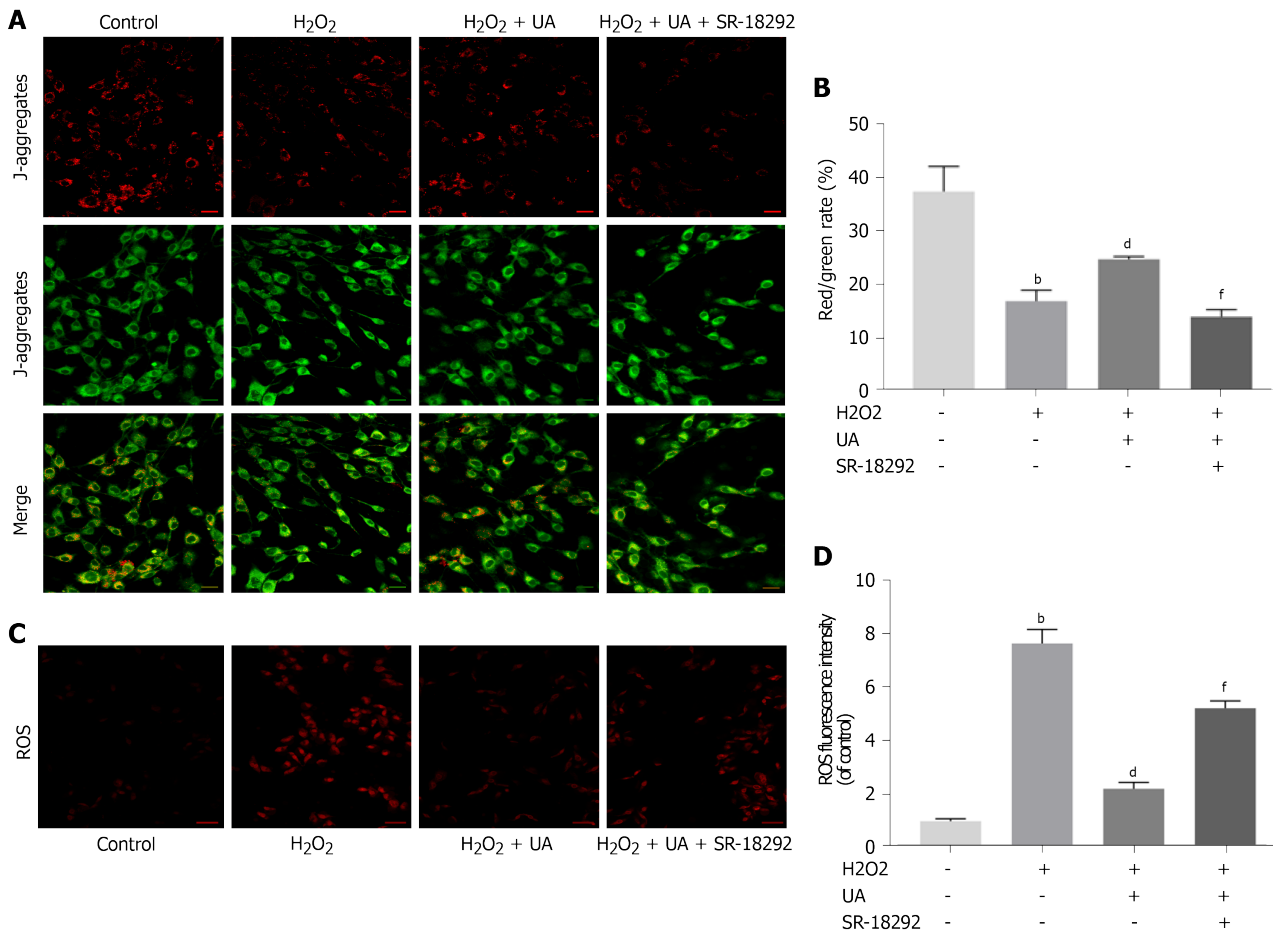 A
Control
H₂O₂
H₂O₂ + UA
H₂O₂ + UA + SR-18292
J-aggregates
J-aggregates
Merge
B
Red/green rate (%)
50
40
30
20
10
0
b
d
f
H2O2 - + + +
UA - - + +
SR-18292 - - - +
C
ROS
Control
H₂O₂
H₂O₂ + UA
H₂O₂ + UA + SR-18292
D
ROS fluorescence intensity
(of control)
10
8
6
4
2
0
b
d
f
H2O2 - + + +
UA - - + +
SR-18292 - - - +